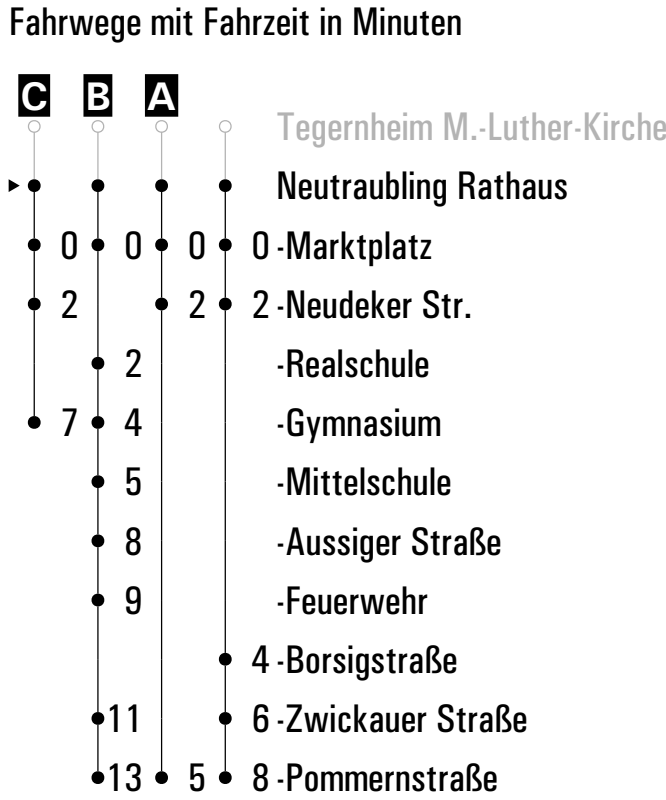 Fahrwege mit Fahrzeit in Minuten
C B A
Tegernheim M.-Luther-Kirche
Neutraubling Rathaus
0 0 0 0 -Marktplatz
2 2 2 -Neudeker Str.
2 -Realschule
7 4 -Gymnasium
5 -Mittelschule
8 -Aussiger Straße
9 -Feuerwehr
4 -Borsigstraße
11 6 -Zwickauer Straße
13 5 8 -Pommernstraße